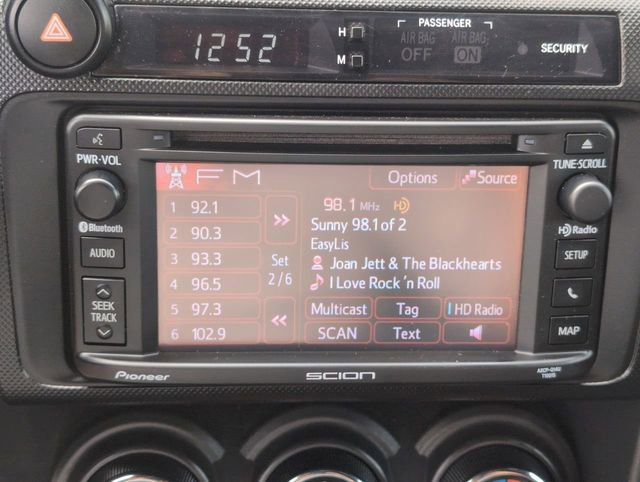 1252
H
M
PASSENGER
AIR BAG OFF
AIR BAG ON
SECURITY
PWR•VOL
TUNE•SCROLL
FM
Options
Source
1 92.1
2 90.3
3 93.3
4 96.5
5 97.3
6 102.9
>>
Set
2/6
<<
98.1 MHz HD
Sunny 98.1 of 2
EasyLis
Joan Jett & The Blackhearts
I Love Rock 'n Roll
Multicast
Tag
HD Radio
SCAN
Text
Bluetooth
AUDIO
SEEK
TRACK
HD Radio
SETUP
MAP
Pioneer
SCION